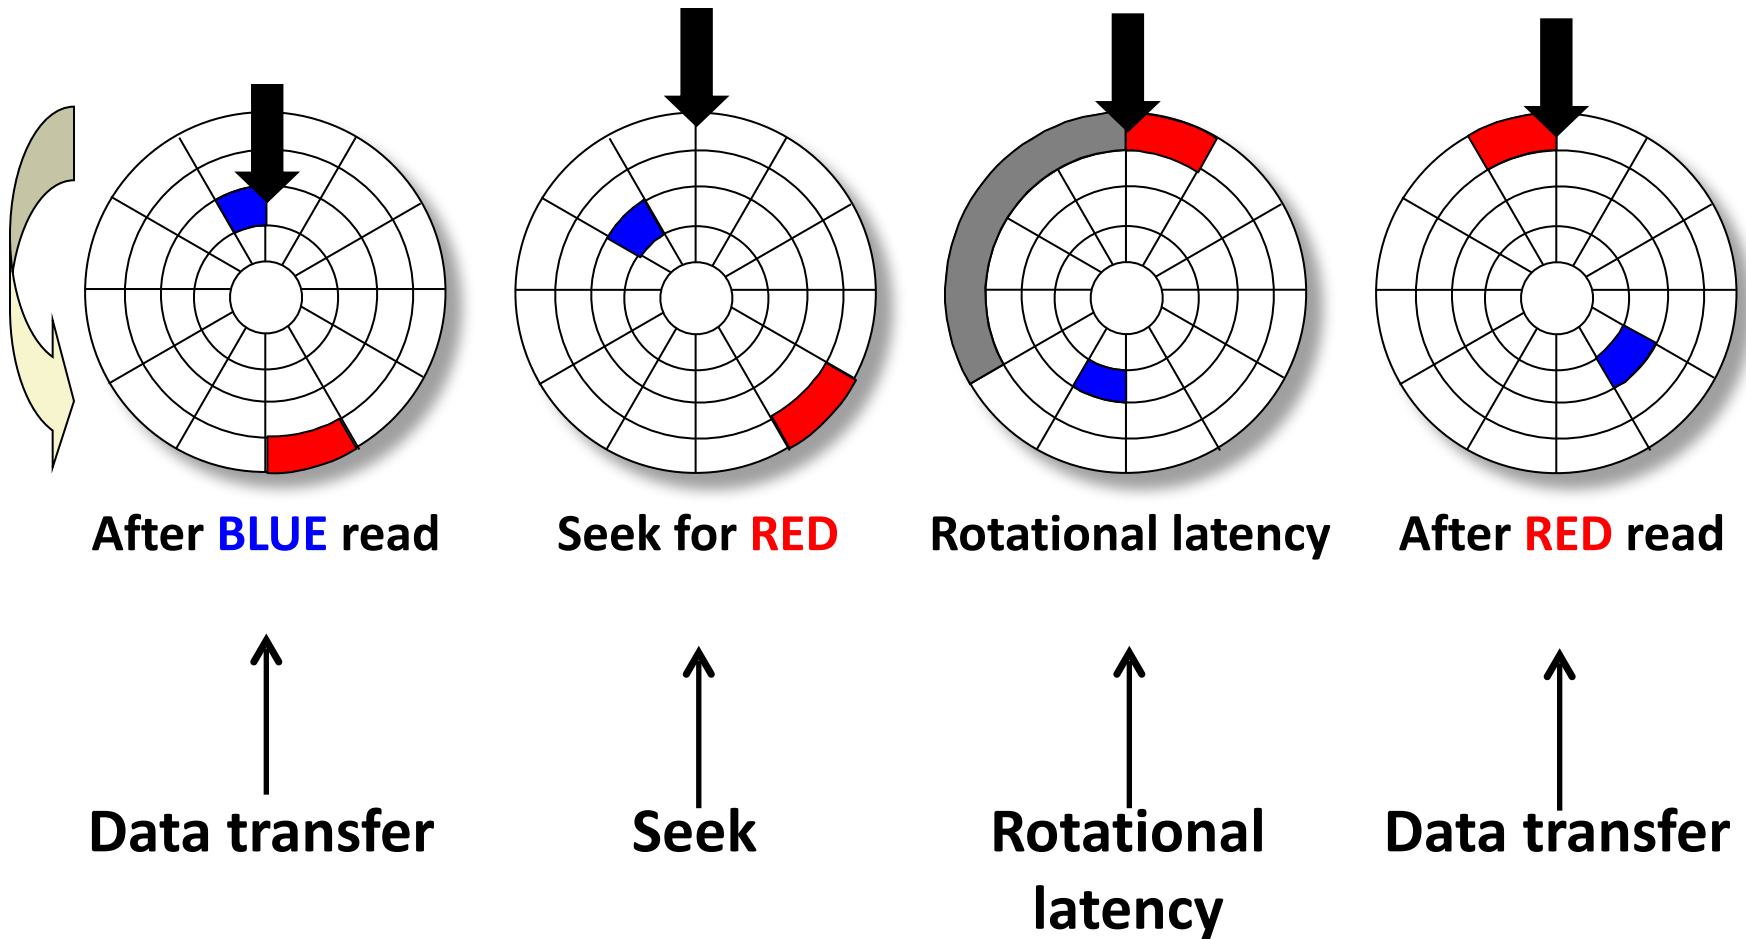 After BLUE read
Seek for RED
Rotational latency
After RED read
Data transfer
Seek
Rotational
latency
Data transfer